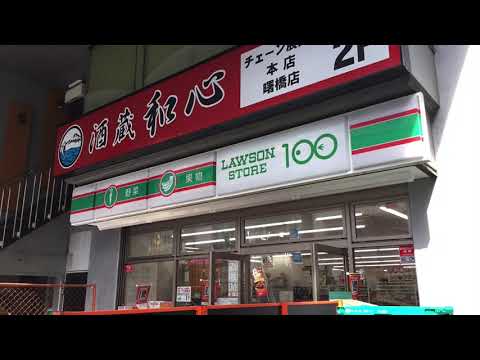 酒蔵 和心
チェーン展
本店
曙橋店
2F
野菜
果物
LAWSON
STORE
100